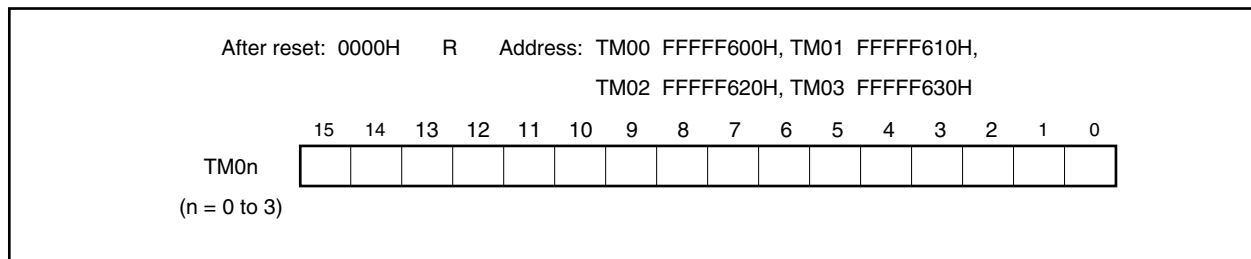 After reset: 0000H R Address: TM00 FFFFF600H, TM01 FFFFF610H,
TM02 FFFFF620H, TM03 FFFFF630H
15 14 13 12 11 10 9 8 7 6 5 4 3 2 1 0
TM0n
(n = 0 to 3)